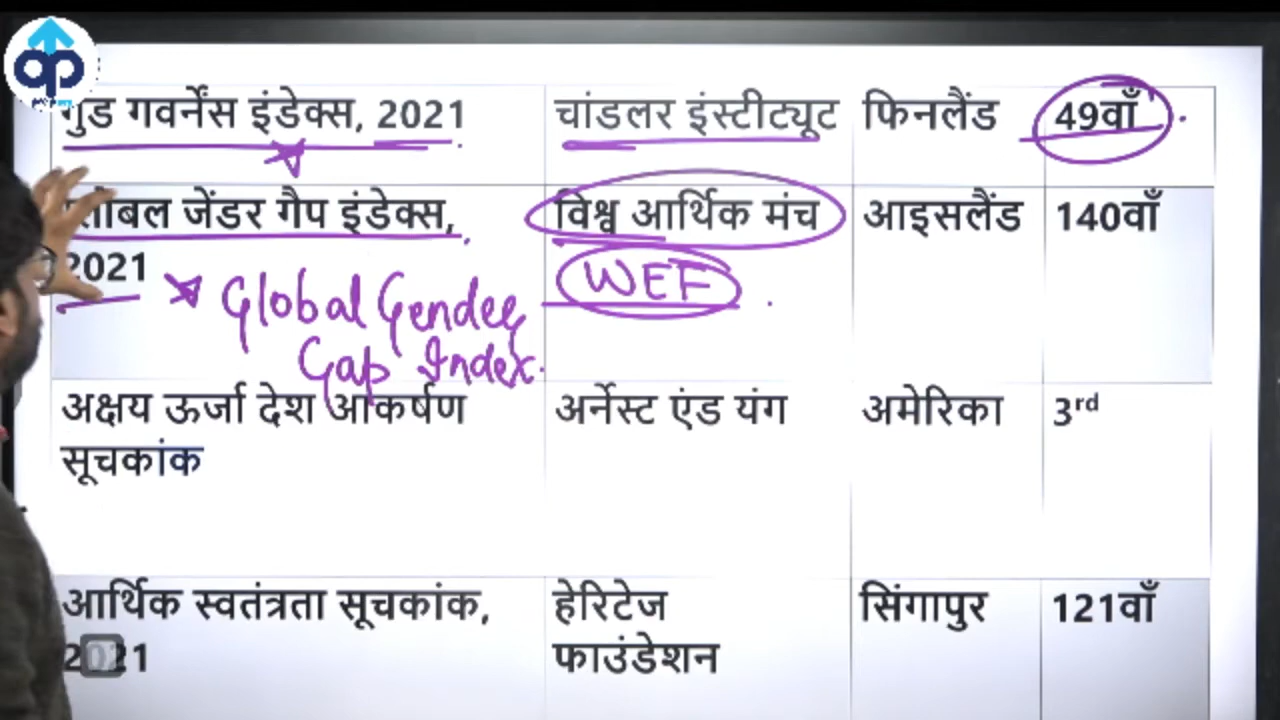 गुड गवर्नेंस इंडेक्स, 2021 चांडलर इंस्टीट्यूट फिनलैंड 49वाँ
जेंडर गैप इंडेक्स, विश्व आर्थिक मंच आइसलैंड 140वाँ
2021 WEF
Global Gender
Gap Index.
अक्षय ऊर्जा देश आकर्षण अर्नेस्ट एंड यंग अमेरिका 3rd
सूचकांक
आर्थिक स्वतंत्रता सूचकांक, हेरिटेज सिंगापुर 121वाँ
2021 फाउंडेशन